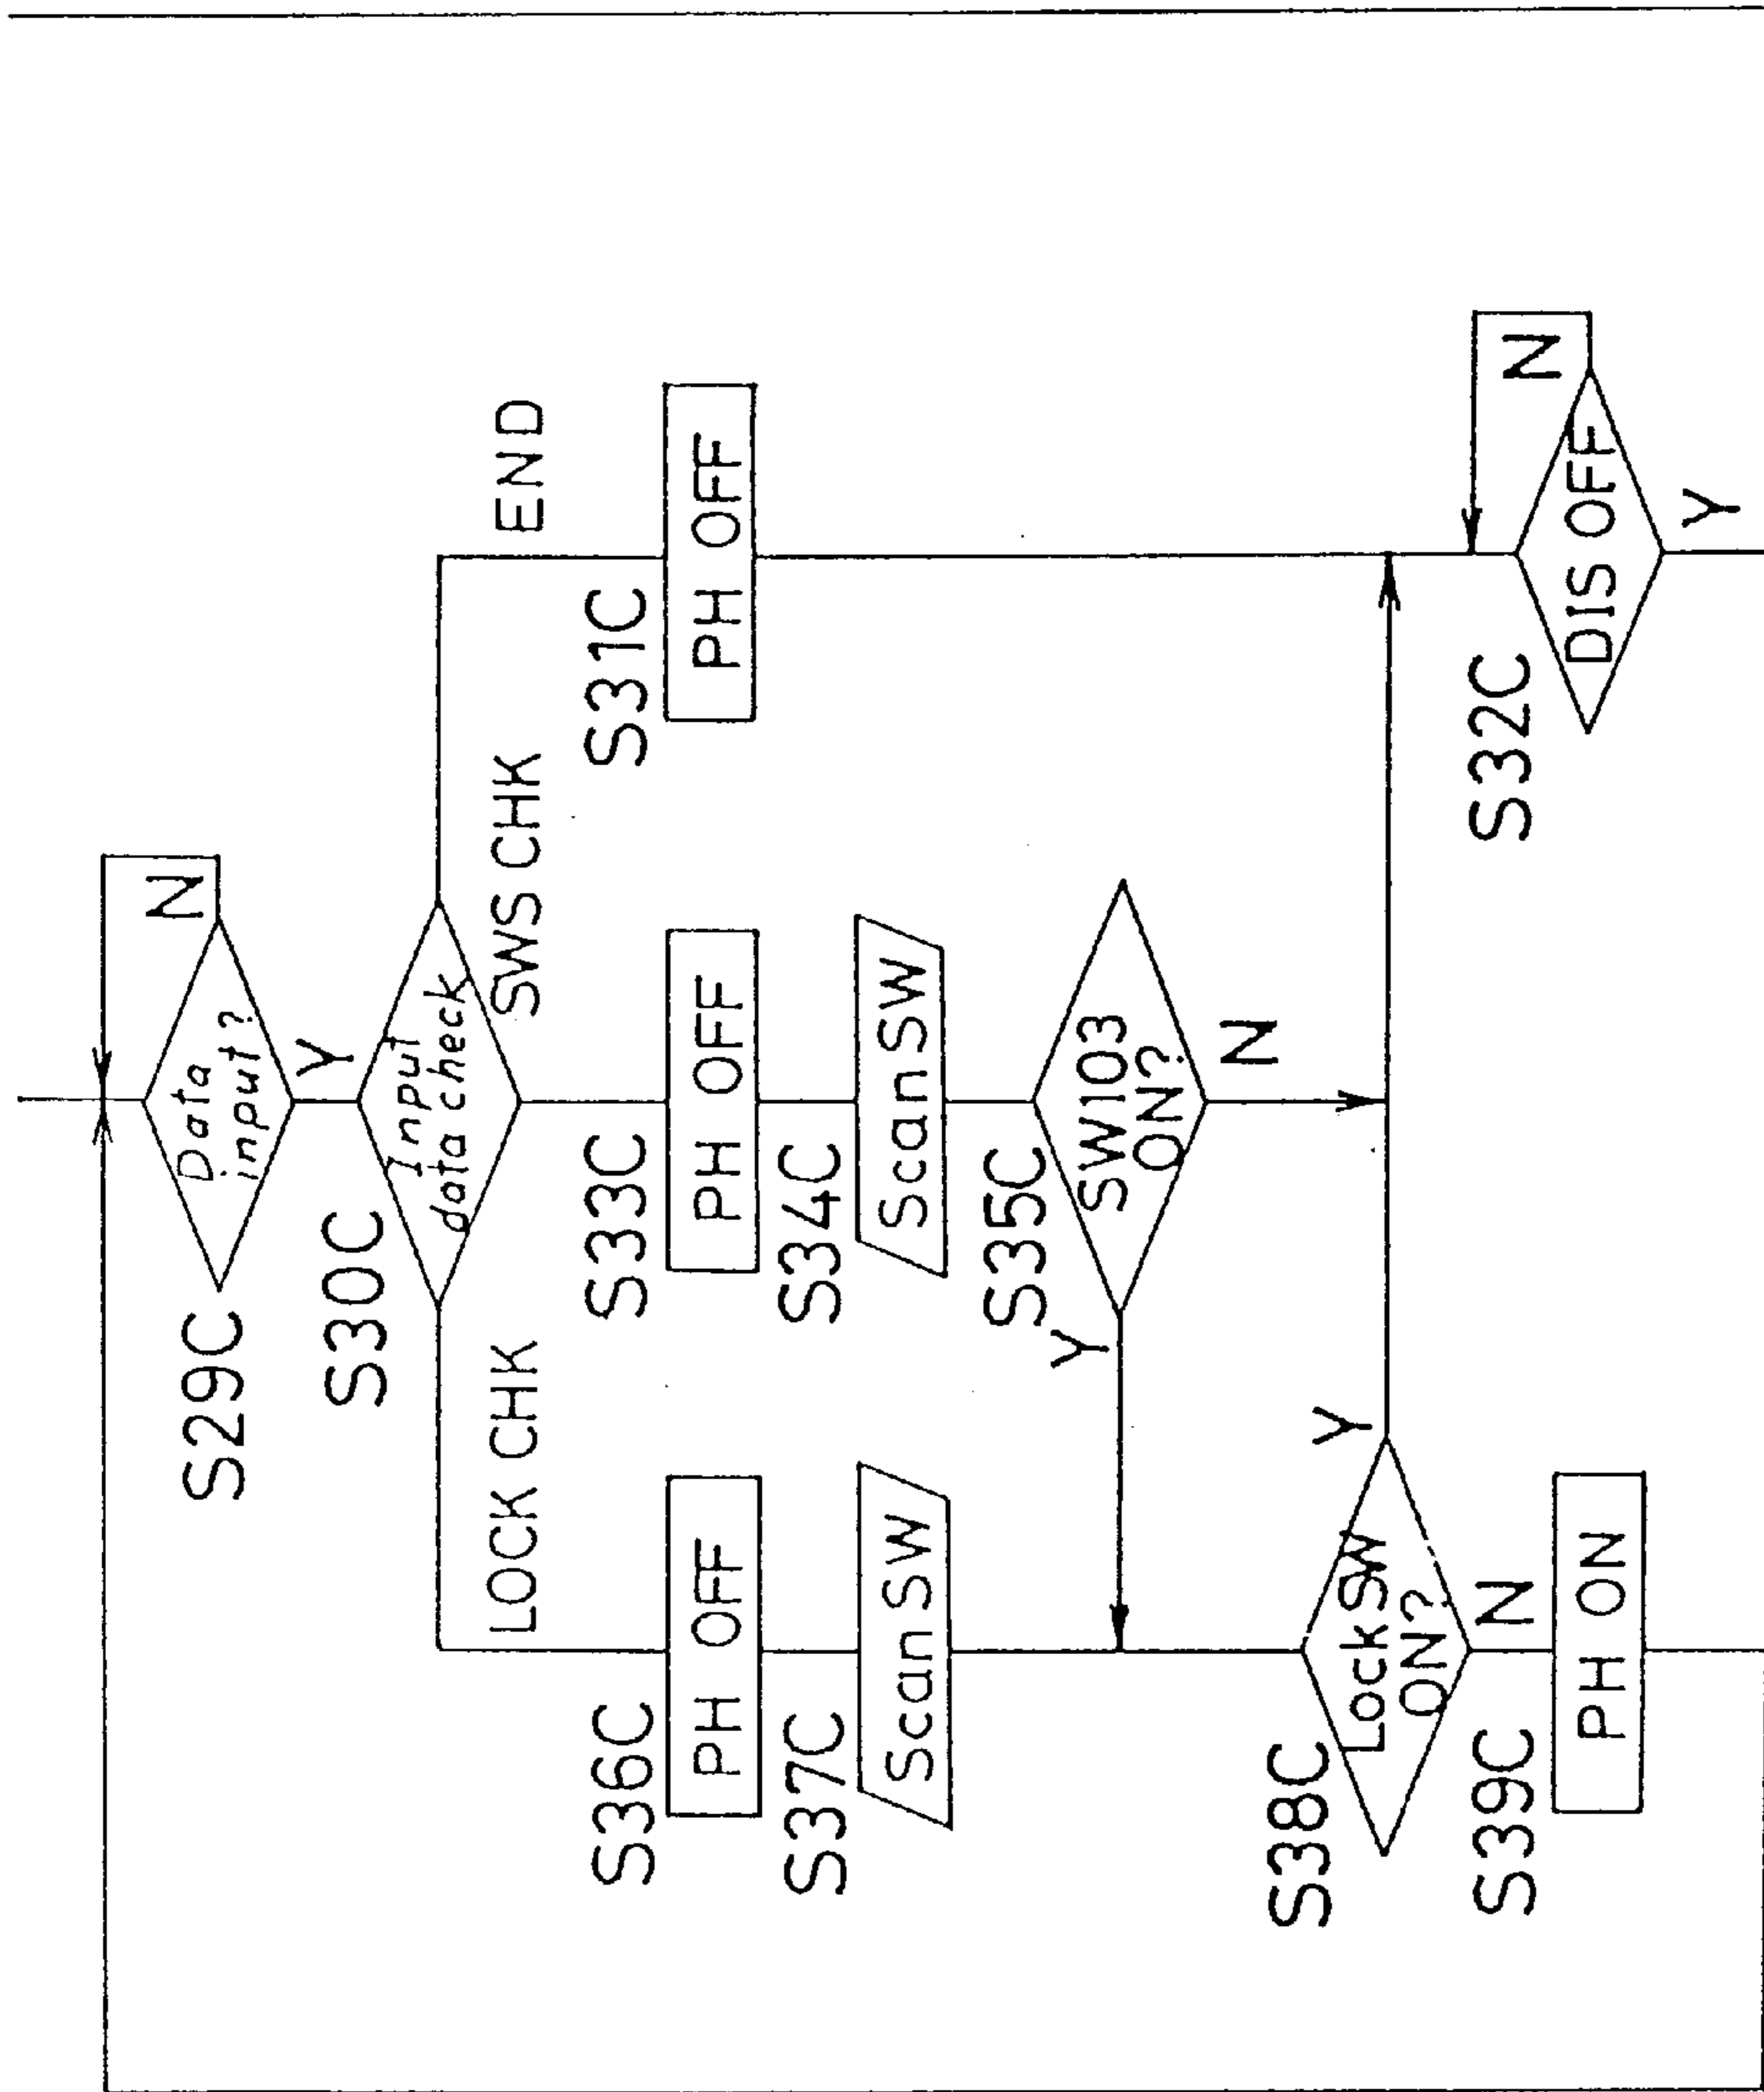 S29C
Data
input?
N
Y
S30C
Input
data check
LOCK CHK
SWS CHK
END
S36C
PH OFF
S33C
PH OFF
S31C
PH OFF
S37C
Scan SW
S34C
Scan SW
S35C
SW103
ON?
Y
N
S38C
Lock SW
ON?
Y
N
S39C
PH ON
S32C
DIS OFF
N
Y